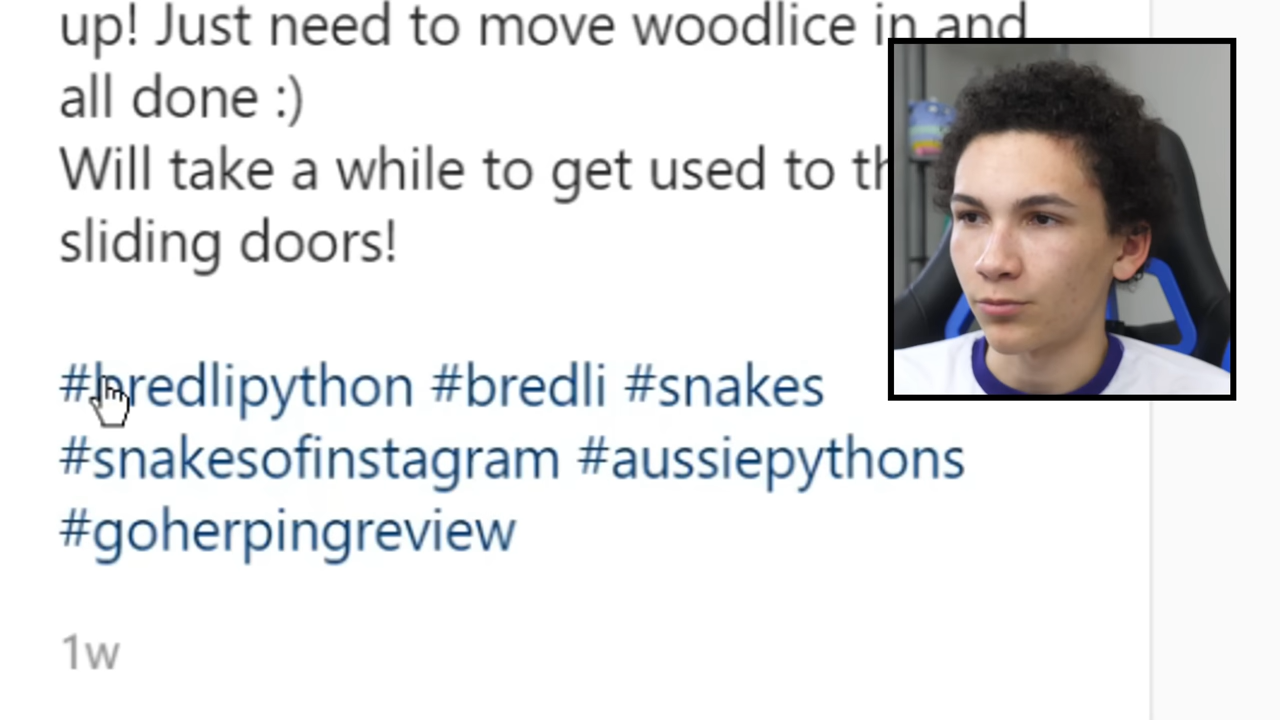 up! Just need to move woodlice in and
all done :)
Will take a while to get used to
sliding doors!
#bredlipython #bredli #snakes
#snakesofinstagram #aussiepythons
#goherpingreview
1w